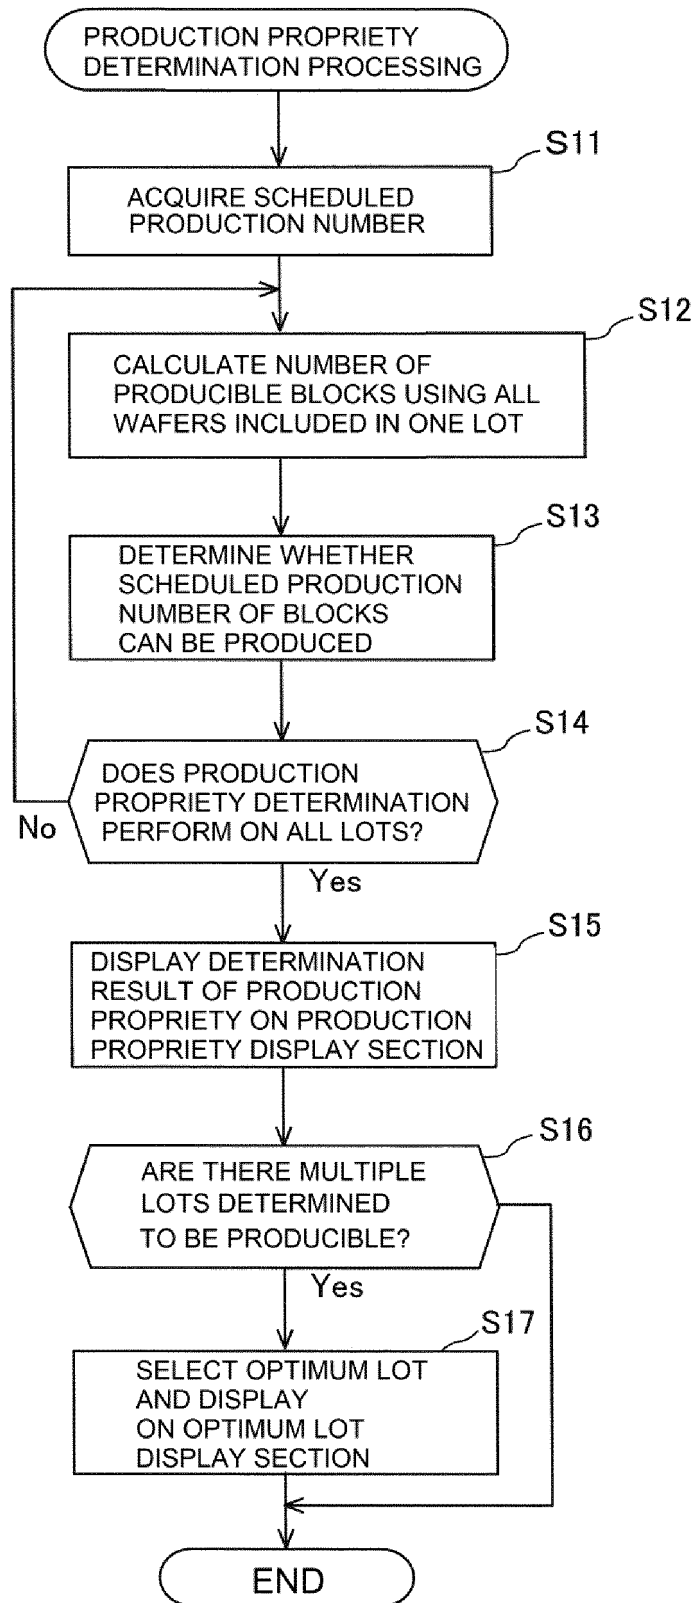 PRODUCTION PROPRIETY
DETERMINATION PROCESSING
S11
ACQUIRE SCHEDULED
PRODUCTION NUMBER
S12
CALCULATE NUMBER OF
PRODUCIBLE BLOCKS USING ALL
WAFERS INCLUDED IN ONE LOT
S13
DETERMINE WHETHER
SCHEDULED PRODUCTION
NUMBER OF BLOCKS
CAN BE PRODUCED
S14
DOES PRODUCTION
PROPRIETY DETERMINATION
PERFORM ON ALL LOTS?
No
Yes
S15
DISPLAY DETERMINATION
RESULT OF PRODUCTION
PROPRIETY ON PRODUCTION
PROPRIETY DISPLAY SECTION
S16
ARE THERE MULTIPLE
LOTS DETERMINED
TO BE PRODUCIBLE?
Yes
S17
SELECT OPTIMUM LOT
AND DISPLAY
ON OPTIMUM LOT
DISPLAY SECTION
END